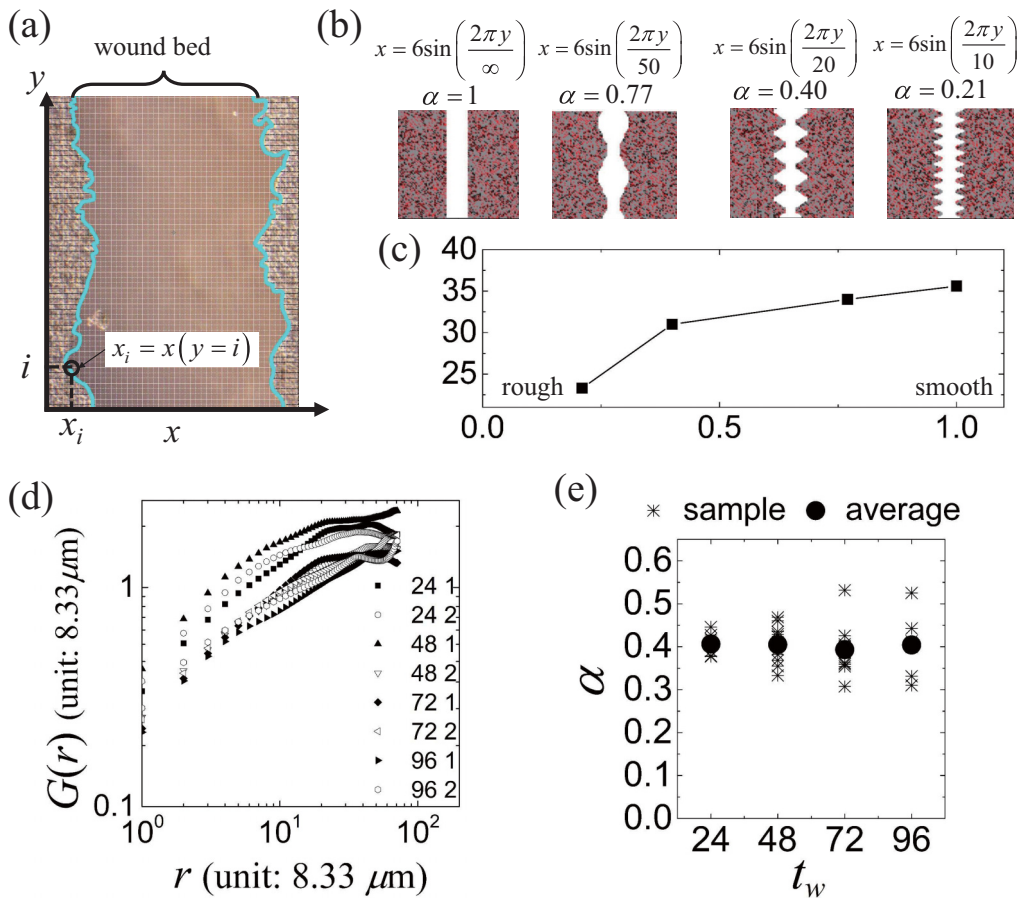 (a)
wound bed
y
x_i = x(y = i)
i
x_i
x
(b)
x = 6sin(2πy/∞)
α = 1
x = 6sin(2πy/50)
α = 0.77
x = 6sin(2πy/20)
α = 0.40
x = 6sin(2πy/10)
α = 0.21
(c)
40
35
30
25
rough
smooth
0.0
0.5
1.0
(d)
G(r) (unit: 8.33μm)
1
0.1
24 1
24 2
48 1
48 2
72 1
72 2
96 1
96 2
10^0
10^1
10^2
r (unit: 8.33 μm)
(e)
sample
average
α
0.6
0.5
0.4
0.3
0.2
0.1
0.0
24
48
72
96
t_w